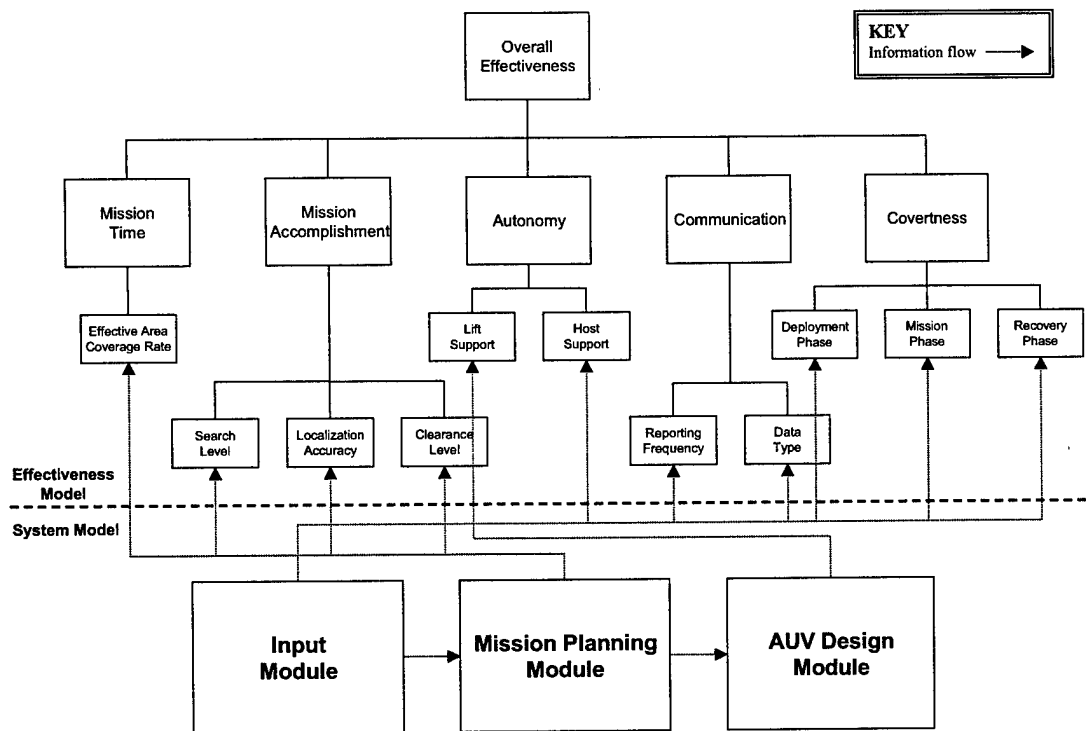 Overall
Effectiveness
KEY
Information flow
Mission
Time
Mission
Accomplishment
Autonomy
Communication
Covertness
Effective Area
Coverage Rate
Lift
Support
Host
Support
Deployment
Phase
Mission
Phase
Recovery
Phase
Search
Level
Localization
Accuracy
Clearance
Level
Reporting
Frequency
Data
Type
Effectiveness
Model
System Model
Input
Module
Mission Planning
Module
AUV Design
Module